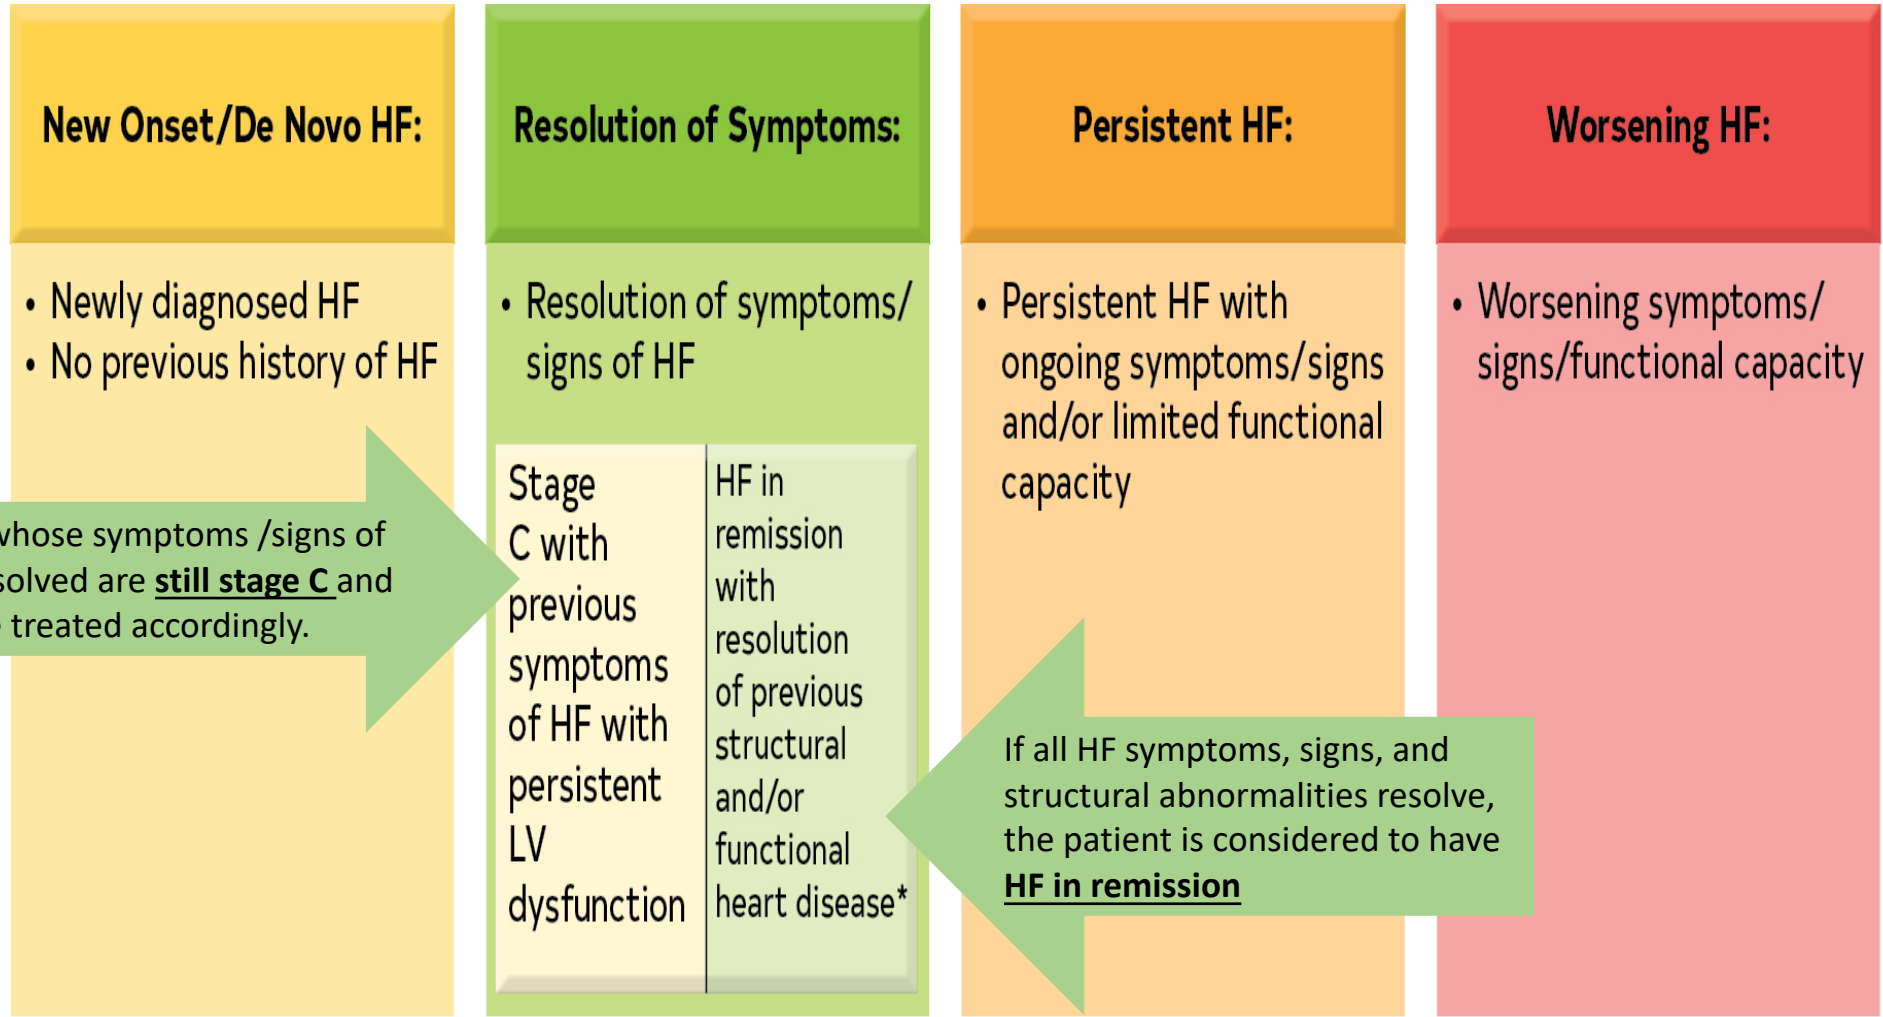 New Onset/De Novo HF:
• Newly diagnosed HF
• No previous history of HF
whose symptoms /signs of
solved are still stage C and
treated accordingly.
Resolution of Symptoms:
• Resolution of symptoms/
signs of HF
Stage
C with
previous
symptoms
of HF with
persistent
LV
dysfunction
HF in
remission
with
resolution
of previous
structural
and/or
functional
heart disease*
Persistent HF:
• Persistent HF with
ongoing symptoms/signs
and/or limited functional
capacity
If all HF symptoms, signs, and
structural abnormalities resolve,
the patient is considered to have
HF in remission
Worsening HF:
• Worsening symptoms/
signs/functional capacity